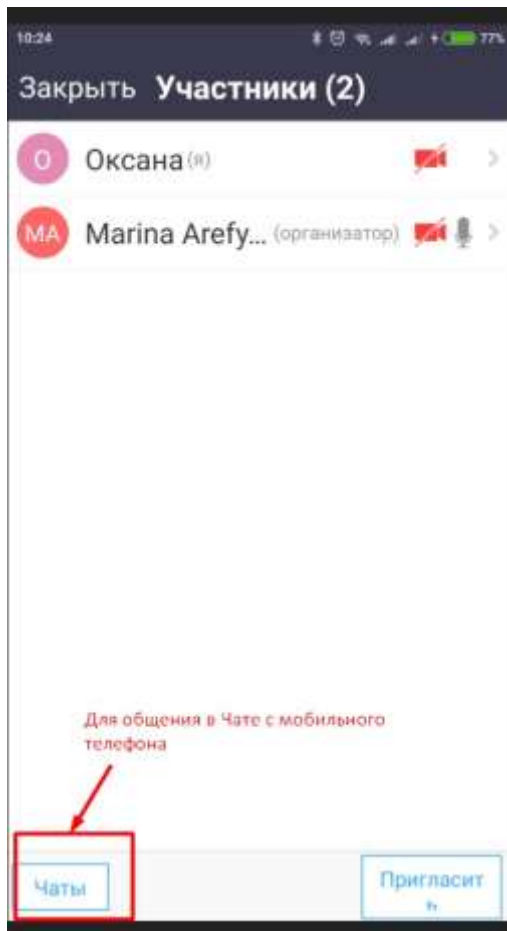 10:24 77%
Закрыть Участники (2)
О Оксана (я)
MA Marina Arefy... (организатор)
Для общения в Чате с мобильного
телефона
Чаты
Пригласит
ь